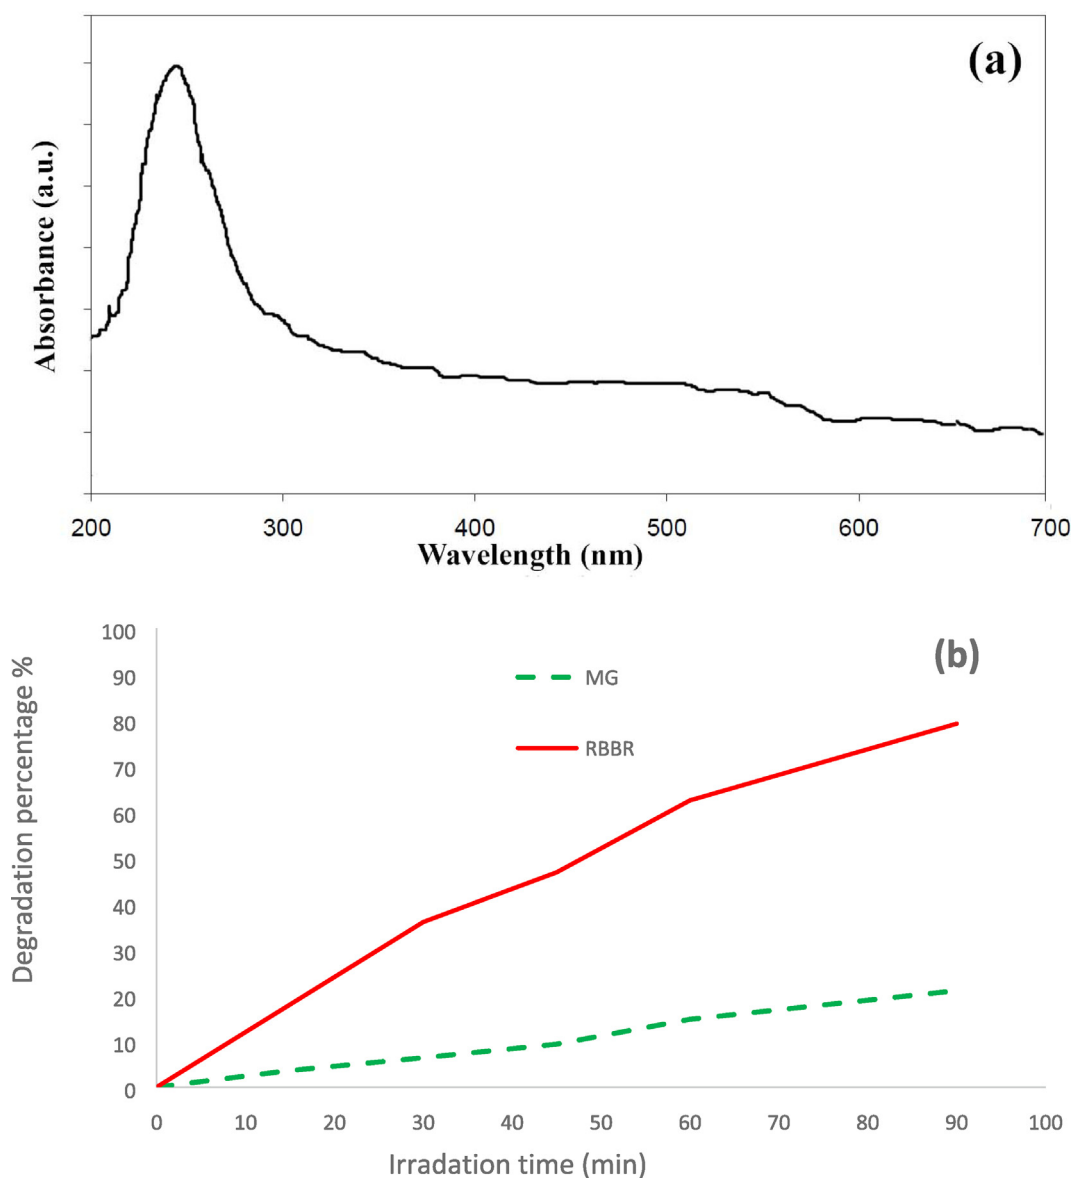 (a)
Absorbance (a.u.)
200 300 400 500 600 700
Wavelength (nm)
(b)
MG
RBBR
Degradation percentage %
100
90
80
70
60
50
40
30
20
10
0
0 10 20 30 40 50 60 70 80 90 100
Irradation time (min)